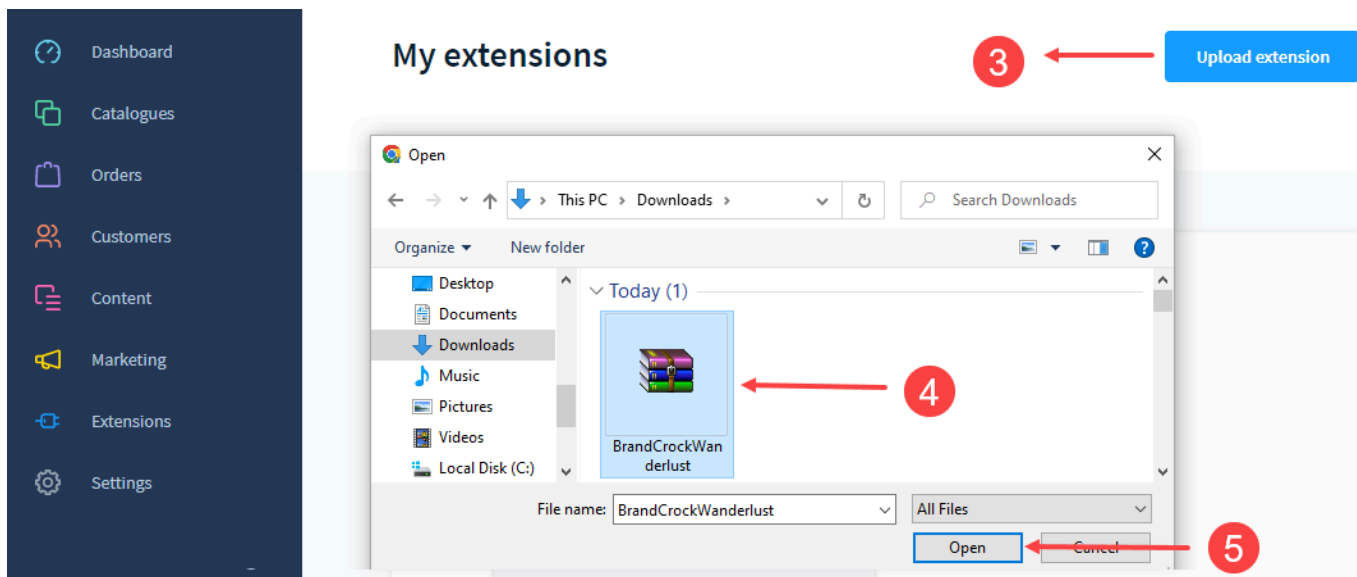 Dashboard
Catalogues
Orders
Customers
Content
Marketing
Extensions
Settings
My extensions
3
Upload extension
Open
This PC > Downloads >
Search Downloads
Organize
New folder
?
Desktop
Documents
Downloads
Music
Pictures
Videos
Local Disk (C:)
Today (1)
BrandCrockWan
derlust
4
File name:
BrandCrockWanderlust
All Files
Open
Cancel
5